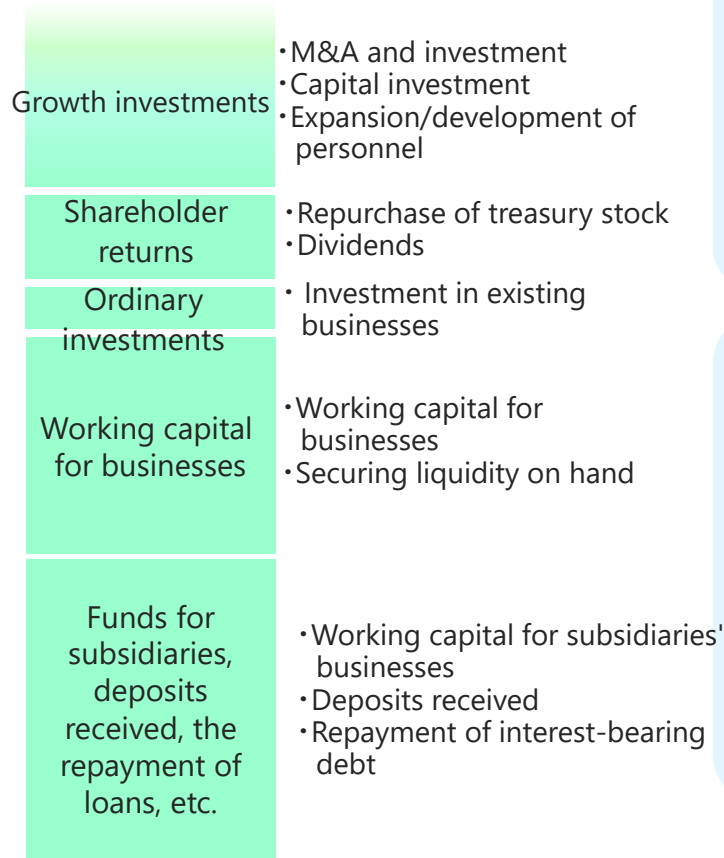 Growth investments
・M&A and investment
・Capital investment
・Expansion/development of
personnel
Shareholder
returns
・Repurchase of treasury stock
・Dividends
Ordinary
investments
・ Investment in existing
businesses
Working capital
for businesses
・Working capital for
businesses
・Securing liquidity on hand
Funds for
subsidiaries,
deposits
received, the
repayment of
loans, etc.
・Working capital for subsidiaries'
businesses
・Deposits received
・Repayment of interest-bearing
debt